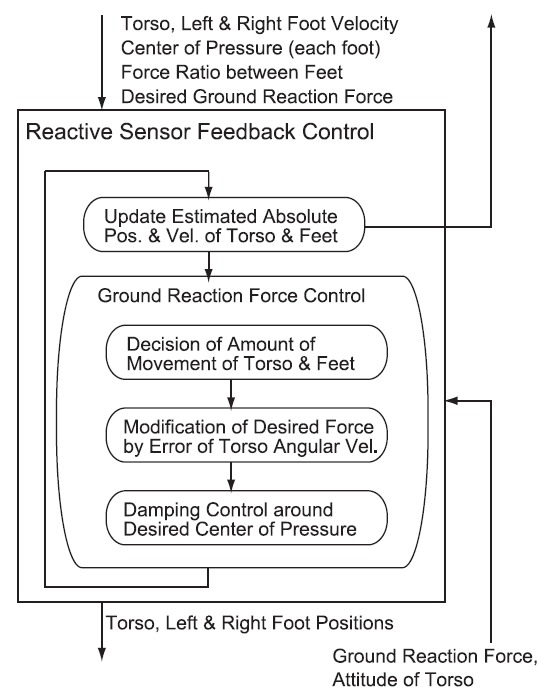 Torso, Left & Right Foot Velocity
Center of Pressure (each foot)
Force Ratio between Feet
Desired Ground Reaction Force
Reactive Sensor Feedback Control
Update Estimated Absolute
Pos. & Vel. of Torso & Feet
Ground Reaction Force Control
Decision of Amount of
Movement of Torso & Feet
Modification of Desired Force
by Error of Torso Angular Vel.
Damping Control around
Desired Center of Pressure
Torso, Left & Right Foot Positions
Ground Reaction Force,
Attitude of Torso